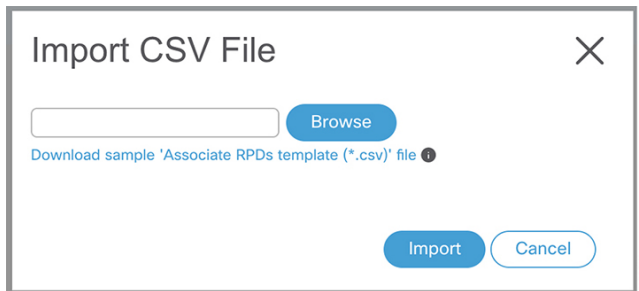 Import CSV File
Browse
Download sample 'Associate RPDs template (*.csv)' file
Import Cancel